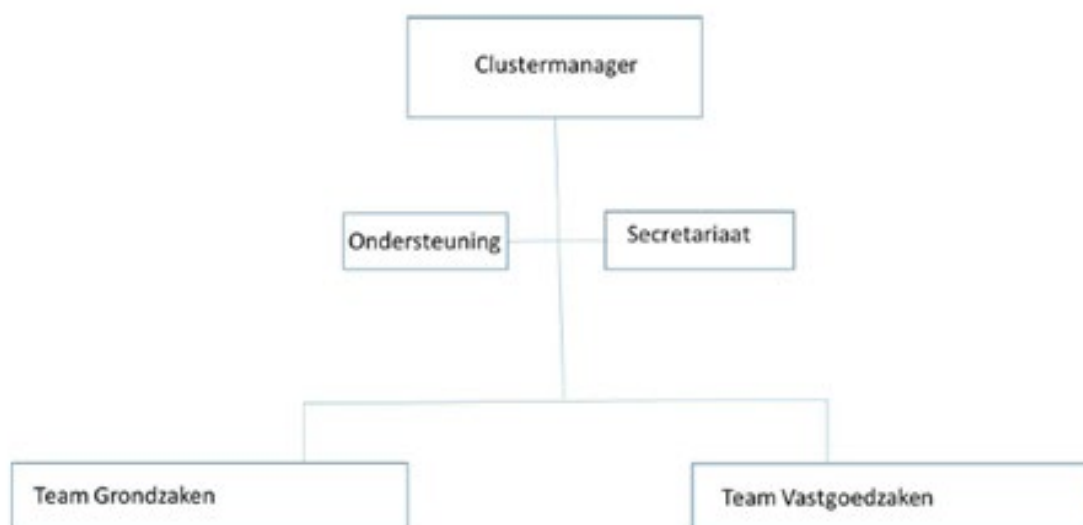 Clustermanager
Ondersteuning
Secretariaat
Team Grondzaken
Team Vastgoedzaken